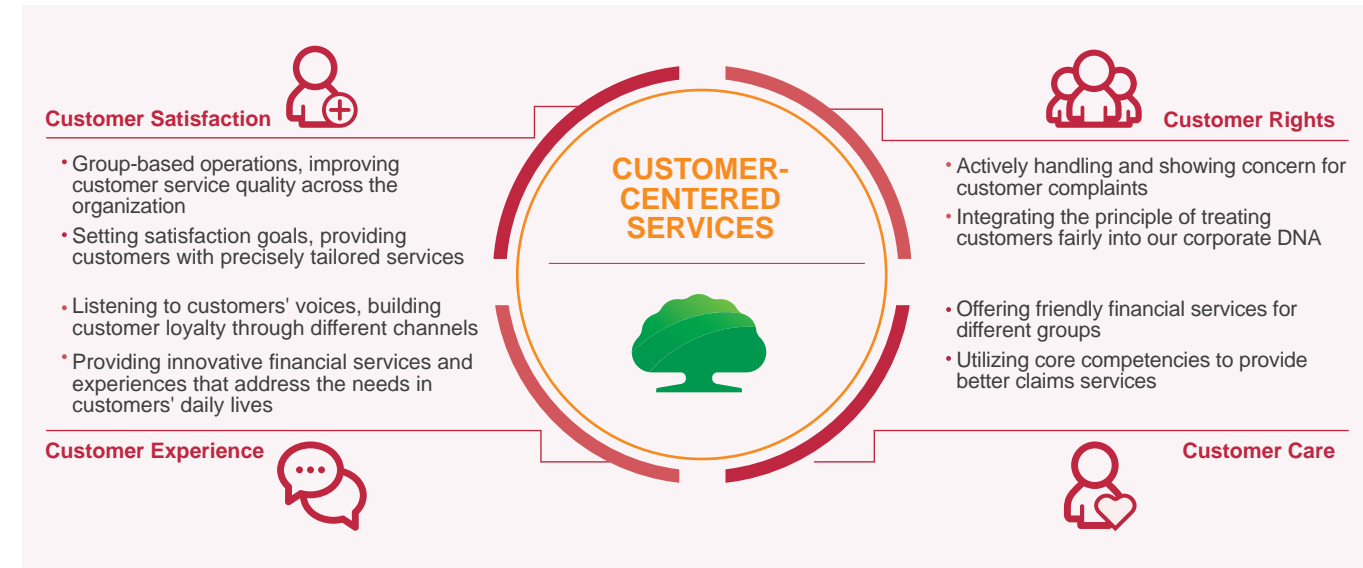 Customer Satisfaction
• Group-based operations, improving
customer service quality across the
organization
• Setting satisfaction goals, providing
customers with precisely tailored services
• Listening to customers' voices, building
customer loyalty through different channels
• Providing innovative financial services and
experiences that address the needs in
customers' daily lives
Customer Experience
CUSTOMER-
CENTERED
SERVICES
Customer Rights
• Actively handling and showing concern for
customer complaints
• Integrating the principle of treating
customers fairly into our corporate DNA
• Offering friendly financial services for
different groups
• Utilizing core competencies to provide
better claims services
Customer Care